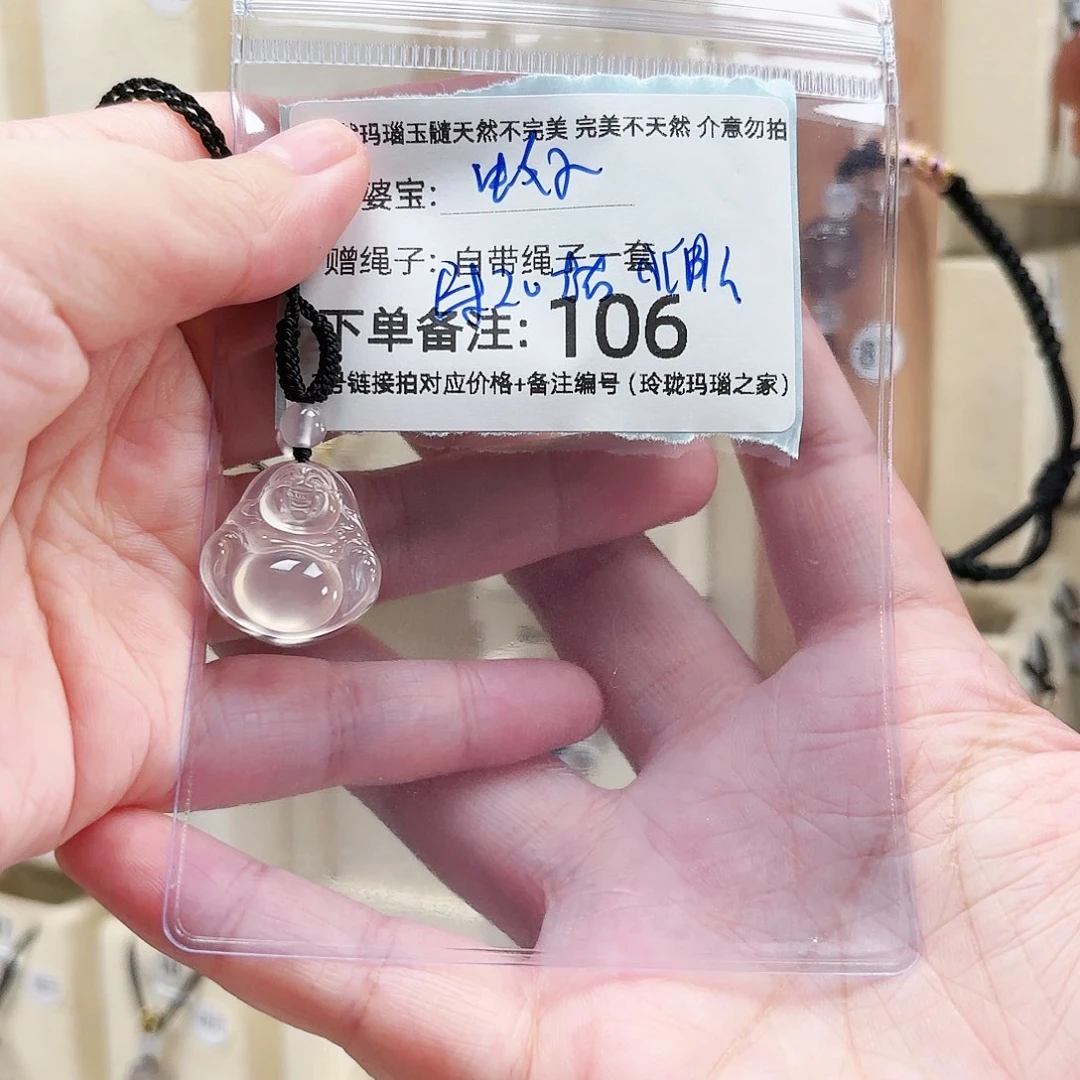 玛瑙玉髓天然不完美 完美不天然 介意勿拍
婆宝:
赠绳子: 自带绳子一套
下单备注: 106
号链接拍对应价格+备注编号 (玲珑玛瑙之家)